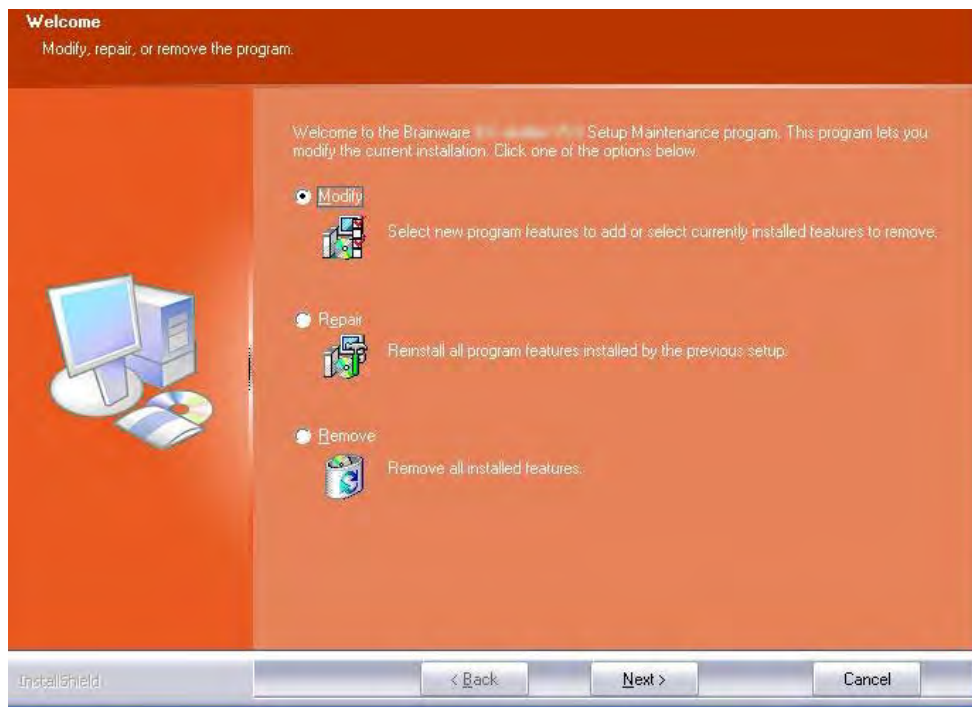 Welcome
Modify, repair, or remove the program.
Welcome to the Brainware Setup Maintenance program. This program lets you
modify the current installation. Click one of the options below.
Modify
Select new program features to add or select currently installed features to remove.
Repair
Reinstall all program features installed by the previous setup.
Remove
Remove all installed features.
InstallShield
< Back
Next >
Cancel